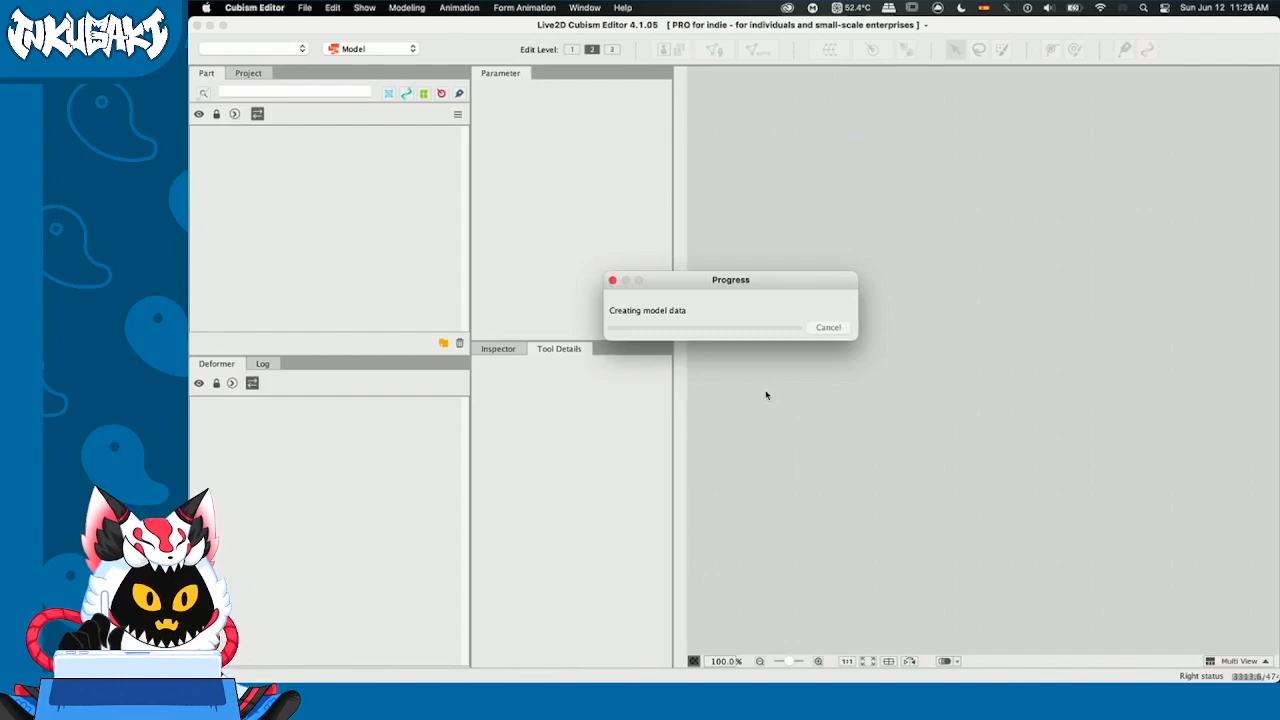 INKUBAKI
Cubism Editor File Edit Show Modeling Animation Form Animation Window Help
52.4°C
Sun Jun 12 11:26 AM
Live2D Cubism Editor 4.1.05 [ PRO for indie - for individuals and small-scale enterprises ] -
Model
Edit Level: 1 2 3
Part Project
Parameter
Progress
Creating model data
Cancel
Inspector Tool Details
Deformer Log
100.0%
1:1
Multi View
Right status